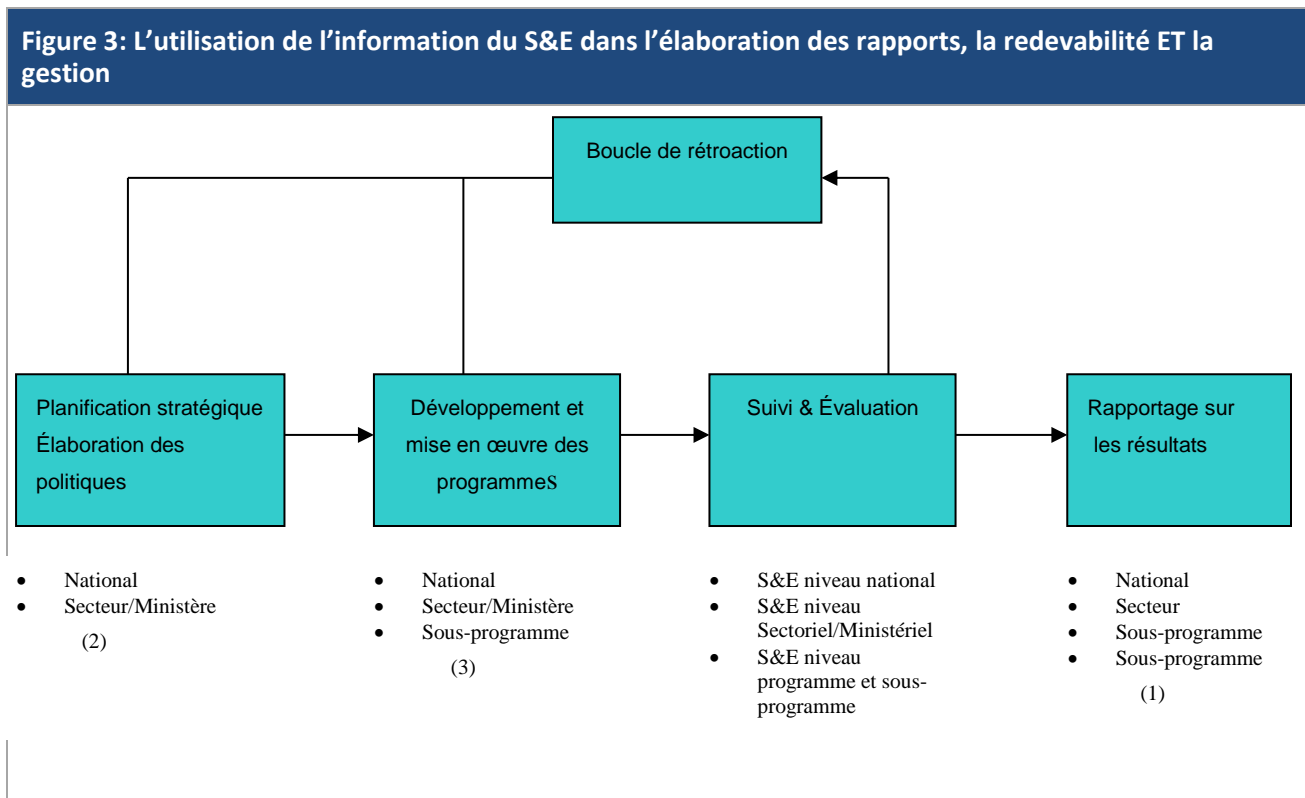 Figure 3: L’utilisation de l’information du S&E dans l’élaboration des rapports, la redevabilité ET la
gestion
Boucle de rétroaction
Planification stratégique
Élaboration des
politiques
Développement et
mise en œuvre des
programmeS
Suivi & Évaluation
Rapportage sur
les résultats
• National
• Secteur/Ministère
(2)
• National
• Secteur/Ministère
• Sous-programme
(3)
• S&E niveau national
• S&E niveau
Sectoriel/Ministériel
• S&E niveau
programme et sous-
programme
• National
• Secteur
• Sous-programme
• Sous-programme
(1)